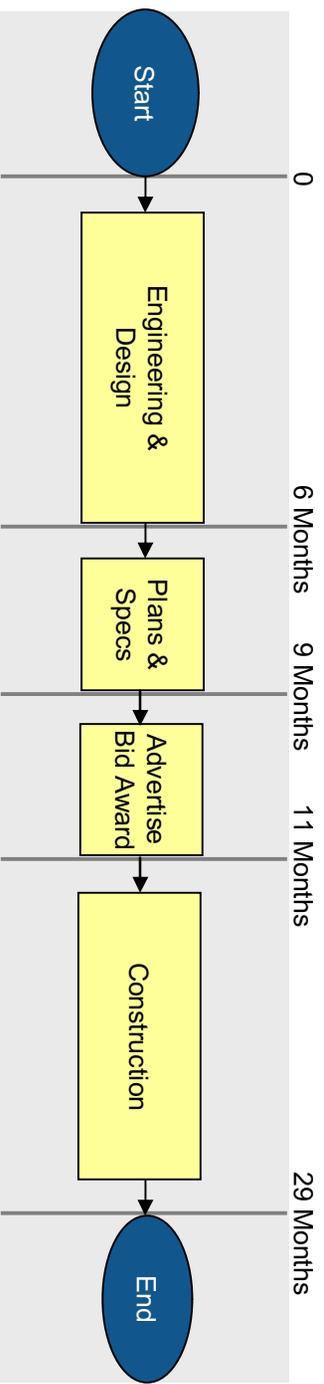 0
6 Months
9 Months
11 Months
29 Months
Start
Engineering &
Design
Plans &
Specs
Advertise
Bid Award
Construction
End